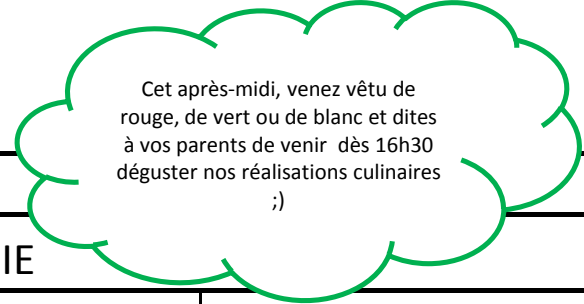 Cet après-midi, venez vêtu de
rouge, de vert ou de blanc et dites
à vos parents de venir dès 16h30
déguster nos réalisations culinaires
;)
IE